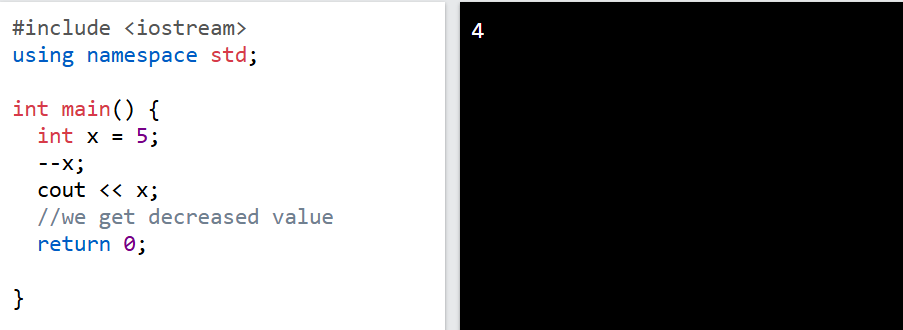 #include <iostream>
using namespace std;
int main() {
int x = 5;
--x;
cout << x;
//we get decreased value
return 0;
}
4